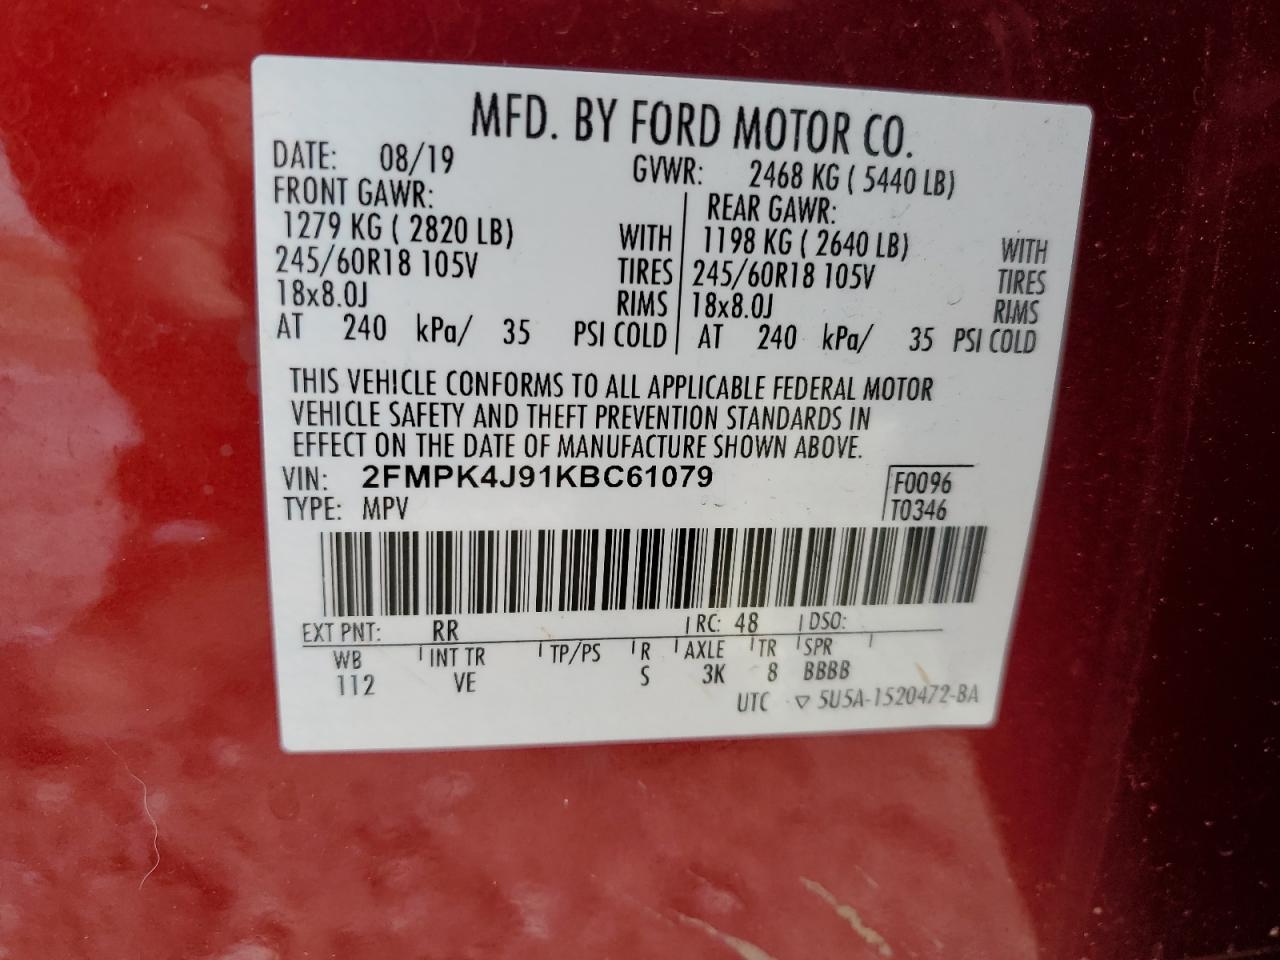 MFD. BY FORD MOTOR CO.
DATE: 08/19 GVWR: 2468 KG ( 5440 LB)
FRONT GAWR: REAR GAWR:
1279 KG ( 2820 LB) WITH 1198 KG ( 2640 LB) WITH
245/60R18 105V TIRES 245/60R18 105V TIRES
18x8.0J RIMS 18x8.0J RIMS
AT 240 kPa/ 35 PSI COLD AT 240 kPa/ 35 PSI COLD
THIS VEHICLE CONFORMS TO ALL APPLICABLE FEDERAL MOTOR
VEHICLE SAFETY AND THEFT PREVENTION STANDARDS IN
EFFECT ON THE DATE OF MANUFACTURE SHOWN ABOVE.
VIN: 2FMPK4J91KBC61079 F0096
TYPE: MPV T0346
EXT PNT: RR RC: 48 DSO:
WB INT TR TP/PS R AXLE TR SPR
112 VE S 3K 8 BBBB
UTC ▽ 5U5A-1520472-BA